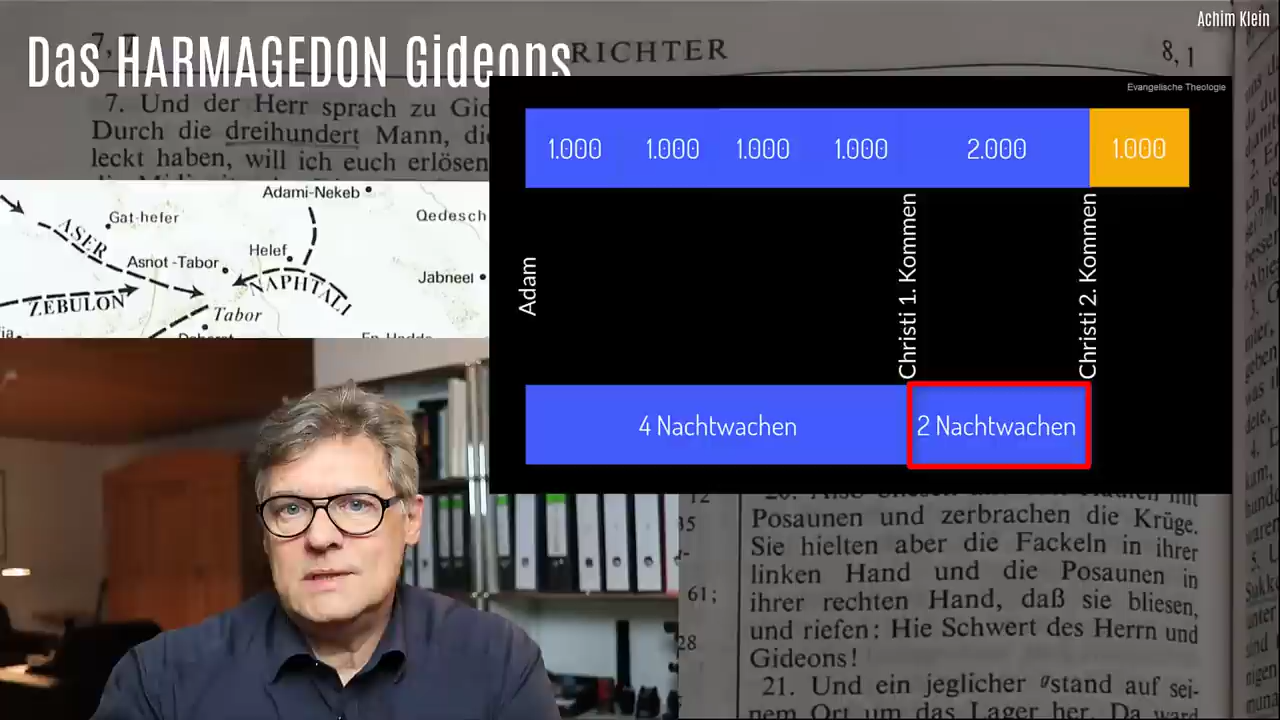 Achim Klein
Das HARMAGEDON Gideons
7,
RICHTER
8,1
7. Und der Herr sprach zu Gid
Durch die dreihundert Mann, die
leckt haben, will ich euch erlösen
Evangelische Theologie
1.000 1.000 1.000 1.000 2.000 1.000
Adam
Christi 1. Kommen
Christi 2. Kommen
4 Nachtwachen
2 Nachtwachen
Adami-Nekeb
Gat-hefer
Qedesch
ASER
Helef
Asnot-Tabor
Jabneel
NAPHTALI
ZEBULON
Tabor
12
Posaunen und zerbrachen die Krüge.
Sie hielten aber die Fackeln in ihrer
linken Hand und die Posaunen in
61;
ihrer rechten Hand, daß sie bliesen,
und riefen: Hie Schwert des Herrn und
28
Gideons!
21. Und ein jeglicher stand auf sei-
nem Ort um das Lager her. Da ward